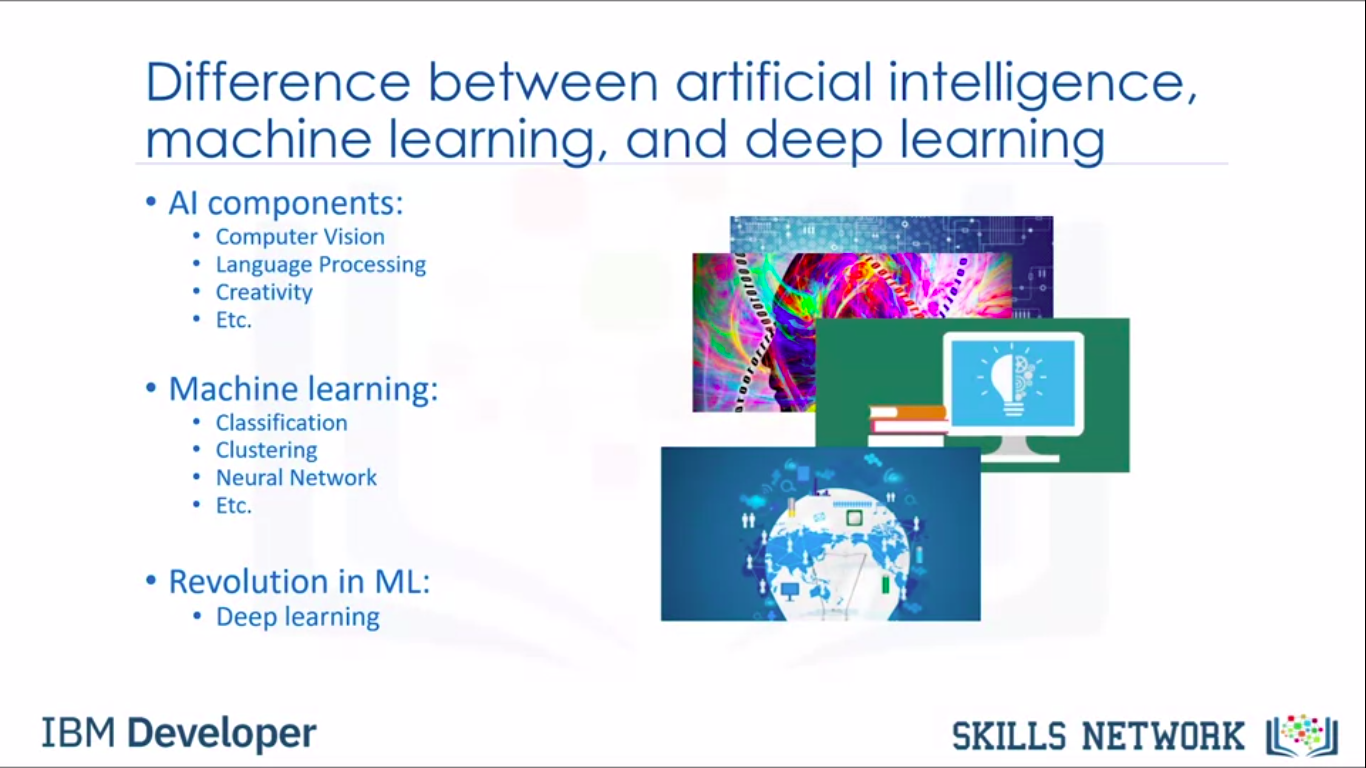 Difference between artificial intelligence,
machine learning, and deep learning
• AI components:
• Computer Vision
• Language Processing
• Creativity
• Etc.
• Machine learning:
• Classification
• Clustering
• Neural Network
• Etc.
• Revolution in ML:
• Deep learning
IBM Developer
SKILLS NETWORK